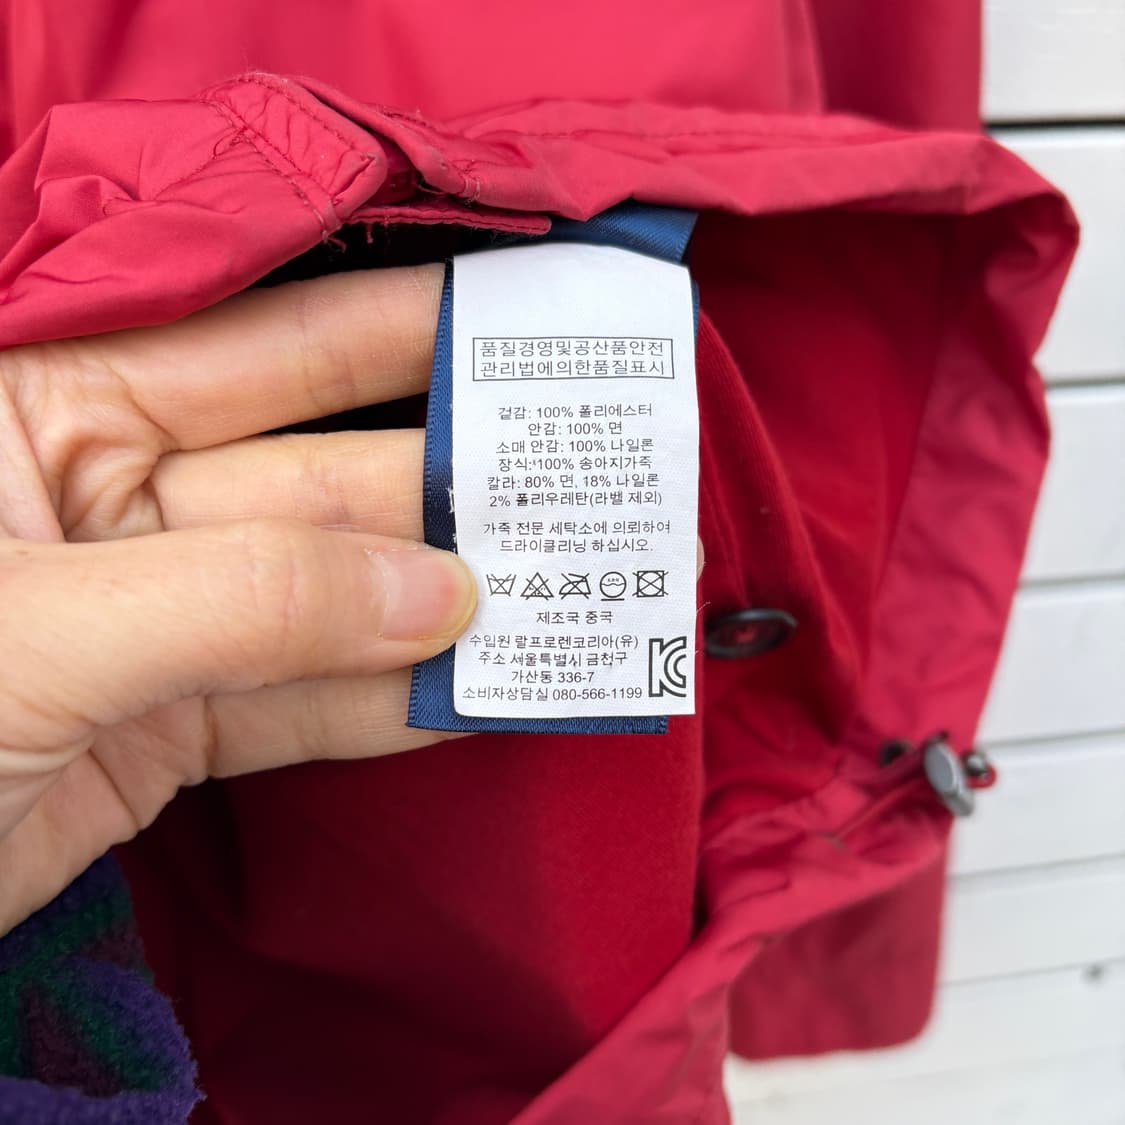 품질경영및공산품안전
관리법에의한품질표시
겉감: 100% 폴리에스터
안감: 100% 면
소매 안감: 100% 나일론
장식: 100% 송아지가죽
칼라: 80% 면, 18% 나일론
2% 폴리우레탄(라벨 제외)
가죽 전문 세탁소에 의뢰하여
드라이클리닝 하십시오.
제조국 중국
수입원 랄프로렌코리아(유)
주소 서울특별시 금천구
가산동 336-7
소비자상담실 080-566-1199